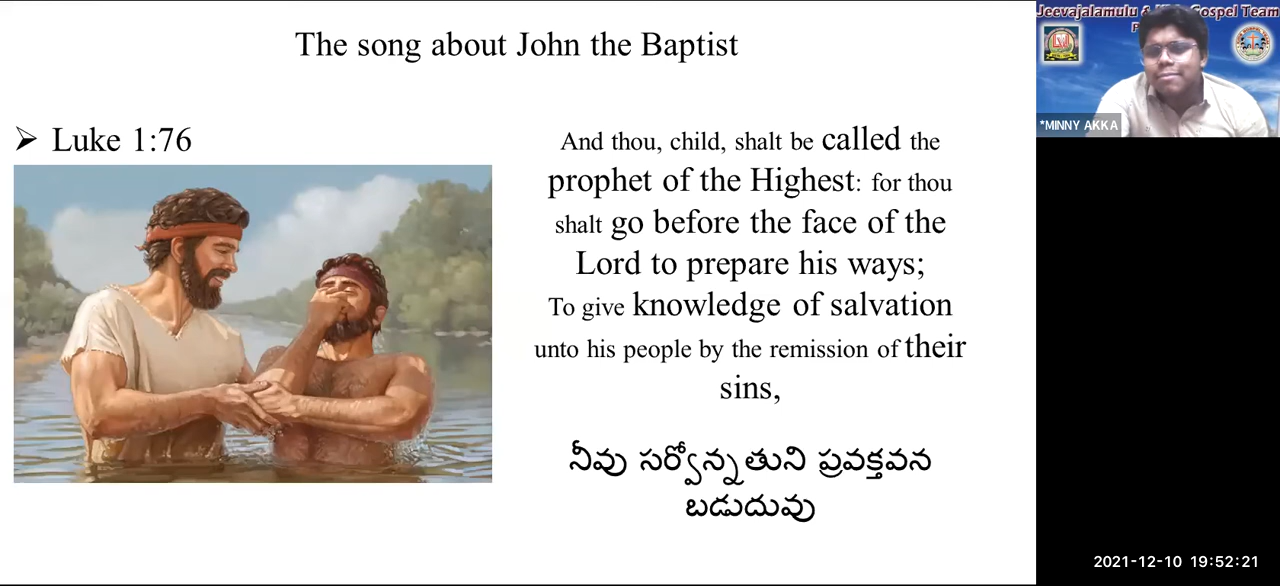 The song about John the Baptist
➢ Luke 1:76
And thou, child, shalt be called the
prophet of the Highest: for thou
shalt go before the face of the
Lord to prepare his ways;
To give knowledge of salvation
unto his people by the remission of their
sins,
నీవు సర్వోన్నతుని ప్రవక్తవన
బడుదువు
Jeevajalamulu &
Gospel Team
*MINNY AKKA
2021-12-10 19:52:21